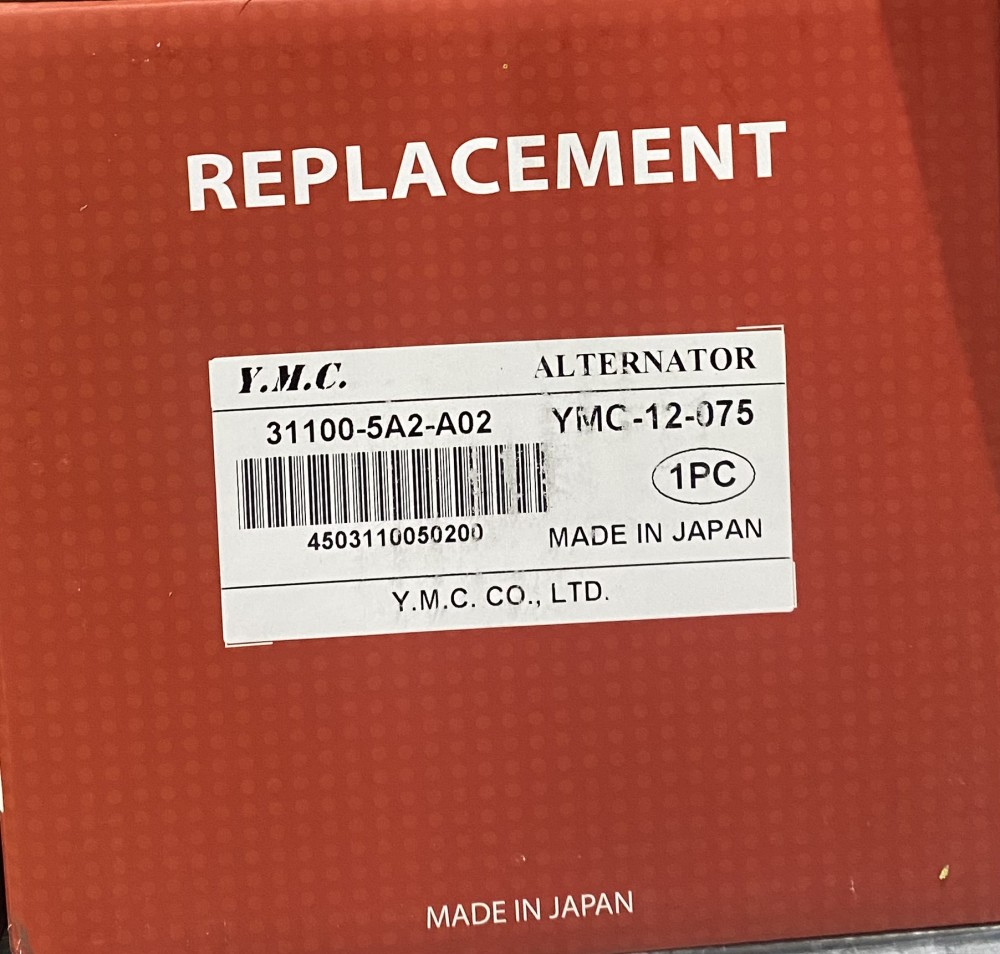 REPLACEMENT
Y.M.C. ALTERNATOR
31100-5A2-A02 YMC-12-075
1PC
4503110050200 MADE IN JAPAN
Y.M.C. CO., LTD.
MADE IN JAPAN